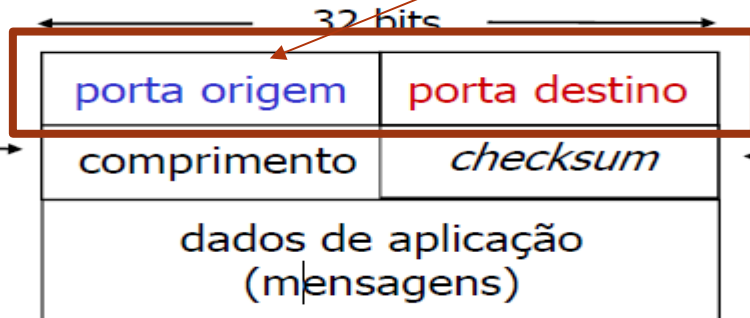 32 bits
porta origem porta destino
comprimento checksum
dados de aplicação
(mensagens)